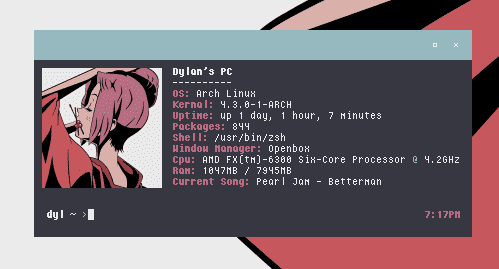 Dylan's PC
----------
OS: Arch Linux
Kernel: 4.3.0-1-ARCH
Uptime: up 1 day, 1 hour, 7 minutes
Packages: 844
Shell: /usr/bin/zsh
Window Manager: Openbox
Cpu: AMD FX[tm]-6300 Six-Core Processor @ 4.2GHz
Ram: 1047MB / 7945MB
Current Song: Pearl Jam - Betterman
dyl ~ > 7:17PM